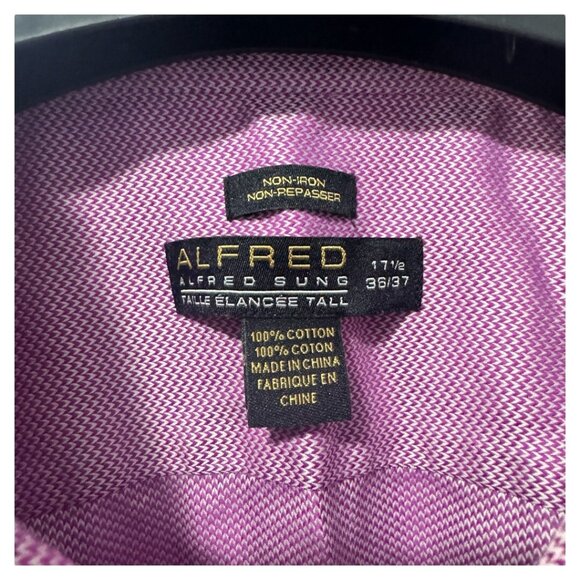 NON-IRON
NON-REPASSER
ALFRED
ALFRED SUNG
TAILLE ÉLANCÉE TALL
17½
36/37
100% COTTON
100% COTON
MADE IN CHINA
FABRIQUE EN
CHINE